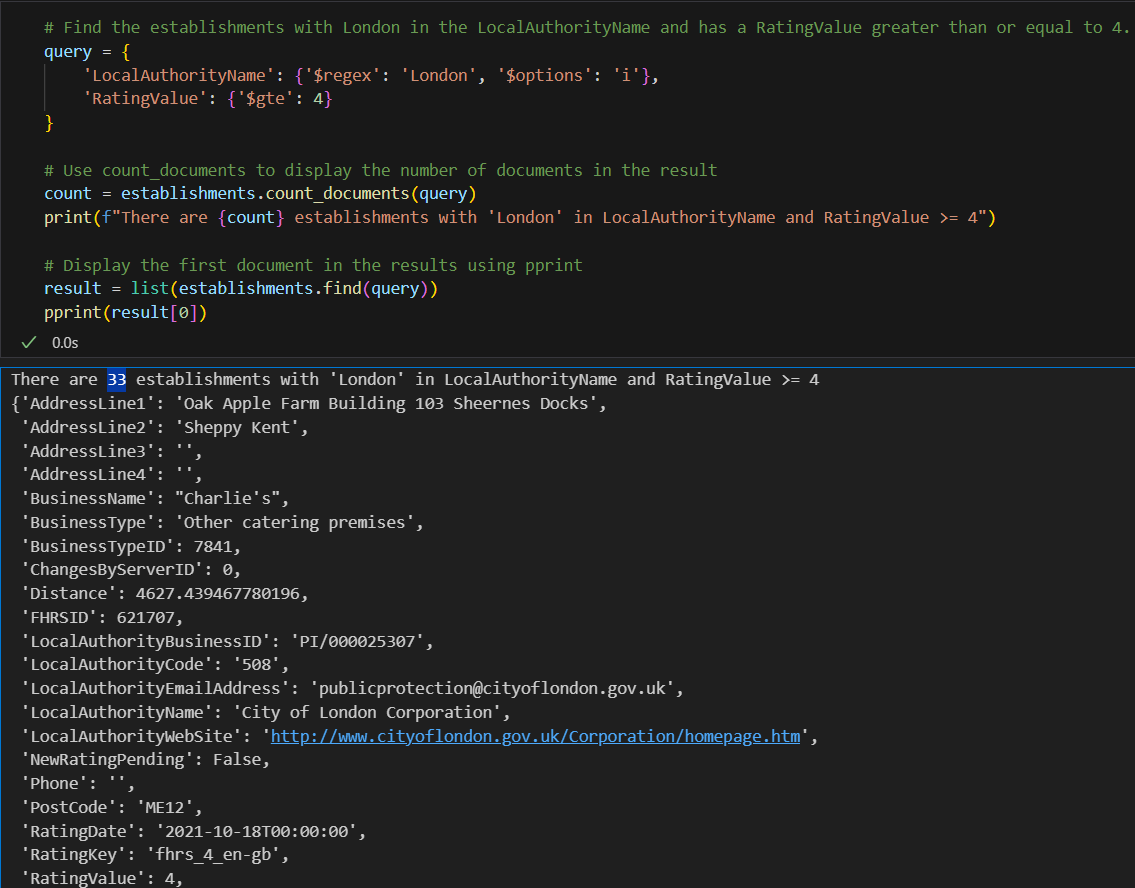 # Find the establishments with London in the LocalAuthorityName and has a RatingValue greater than or equal to 4.
query = {
    'LocalAuthorityName': {'$regex': 'London', '$options': 'i'},
    'RatingValue': {'$gte': 4}
}

# Use count_documents to display the number of documents in the result
count = establishments.count_documents(query)
print(f"There are {count} establishments with 'London' in LocalAuthorityName and RatingValue >= 4")

# Display the first document in the results using pprint
result = list(establishments.find(query))
pprint(result[0])
✓ 0.0s
There are 33 establishments with 'London' in LocalAuthorityName and RatingValue >= 4
{'AddressLine1': 'Oak Apple Farm Building 103 Sheernes Docks',
 'AddressLine2': 'Sheppy Kent',
 'AddressLine3': '',
 'AddressLine4': '',
 'BusinessName': "Charlie's",
 'BusinessType': 'Other catering premises',
 'BusinessTypeID': 7841,
 'ChangesByServerID': 0,
 'Distance': 4627.439467780196,
 'FHRSID': 621707,
 'LocalAuthorityBusinessID': 'PI/000025307',
 'LocalAuthorityCode': '508',
 'LocalAuthorityEmailAddress': 'publicprotection@cityoflondon.gov.uk',
 'LocalAuthorityName': 'City of London Corporation',
 'LocalAuthorityWebSite': 'http://www.cityoflondon.gov.uk/Corporation/homepage.htm',
 'NewRatingPending': False,
 'Phone': '',
 'PostCode': 'ME12',
 'RatingDate': '2021-10-18T00:00:00',
 'RatingKey': 'fhrs_4_en-gb',
 'RatingValue': 4,